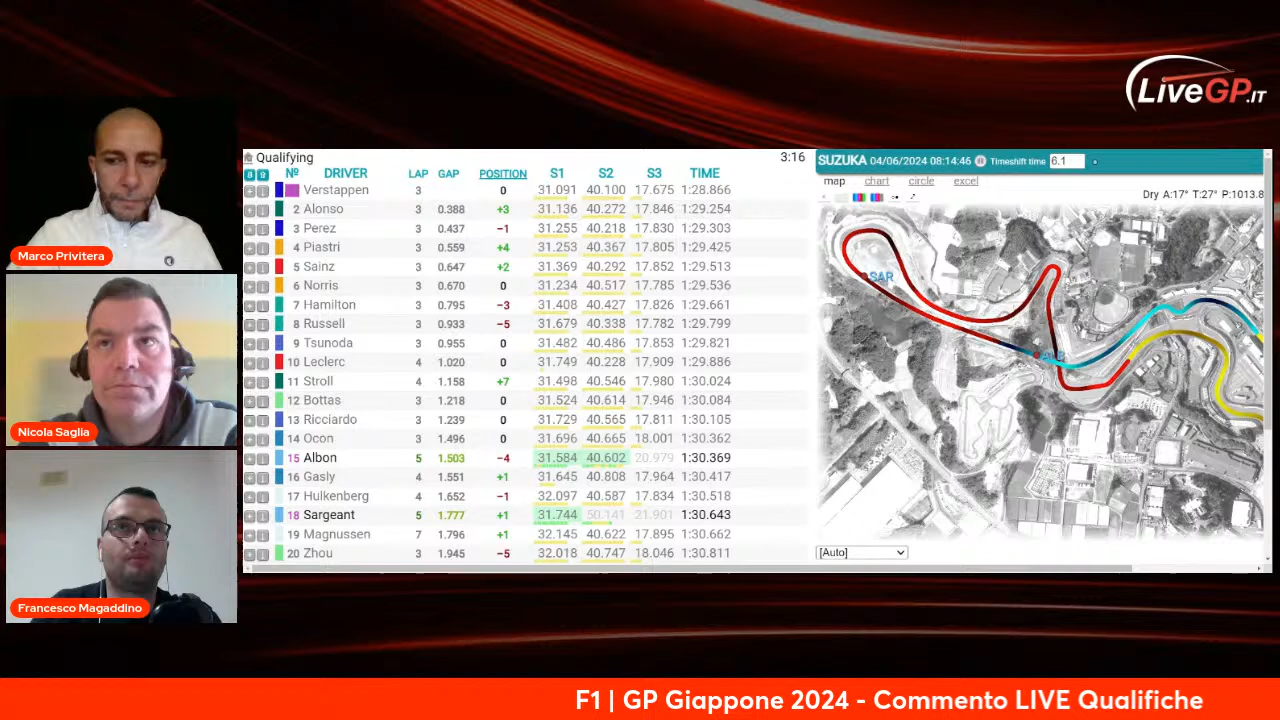 LiveGP.IT
Marco Privitera
Nicola Saglia
Francesco Magaddino
Qualifying 3:16
Nº DRIVER LAP GAP POSITION S1 S2 S3 TIME
Verstappen 3 0 31.091 40.100 17.675 1:28.866
2 Alonso 3 0.388 +3 31.136 40.272 17.846 1:29.254
3 Perez 3 0.437 −1 31.255 40.218 17.830 1:29.303
4 Piastri 3 0.559 +4 31.253 40.367 17.805 1:29.425
5 Sainz 3 0.647 +2 31.369 40.292 17.852 1:29.513
6 Norris 3 0.670 0 31.234 40.517 17.785 1:29.536
7 Hamilton 3 0.795 −3 31.408 40.427 17.826 1:29.661
8 Russell 3 0.933 −5 31.679 40.338 17.782 1:29.799
9 Tsunoda 3 0.955 0 31.482 40.486 17.853 1:29.821
10 Leclerc 4 1.020 0 31.749 40.228 17.909 1:29.886
11 Stroll 4 1.158 +7 31.498 40.546 17.980 1:30.024
12 Bottas 3 1.218 0 31.524 40.614 17.946 1:30.084
13 Ricciardo 3 1.239 0 31.729 40.565 17.811 1:30.105
14 Ocon 3 1.496 0 31.696 40.665 18.001 1:30.362
15 Albon 5 1.503 −4 31.584 40.602 20.979 1:30.369
16 Gasly 4 1.551 +1 31.645 40.808 17.964 1:30.417
17 Hulkenberg 4 1.652 −1 32.097 40.587 17.834 1:30.518
18 Sargeant 5 1.777 +1 31.744 50.141 21.901 1:30.643
19 Magnussen 7 1.796 +1 32.145 40.622 17.895 1:30.662
20 Zhou 3 1.945 −5 32.018 40.747 18.046 1:30.811
SUZUKA 04/06/2024 08:14:46 Timeshift time 6.1
map chart circle excel
Dry A:17° T:27° P:1013.8
SAR
[Auto]
F1 | GP Giappone 2024 - Commento LIVE Qualifiche